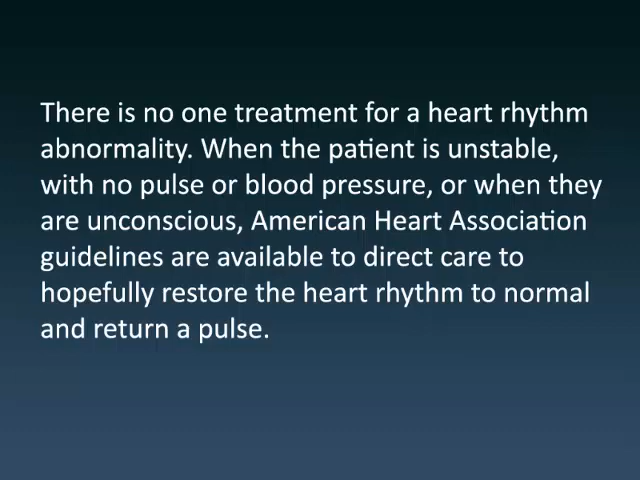 There is no one treatment for a heart rhythm
abnormality. When the patient is unstable,
with no pulse or blood pressure, or when they
are unconscious, American Heart Association
guidelines are available to direct care to
hopefully restore the heart rhythm to normal
and return a pulse.